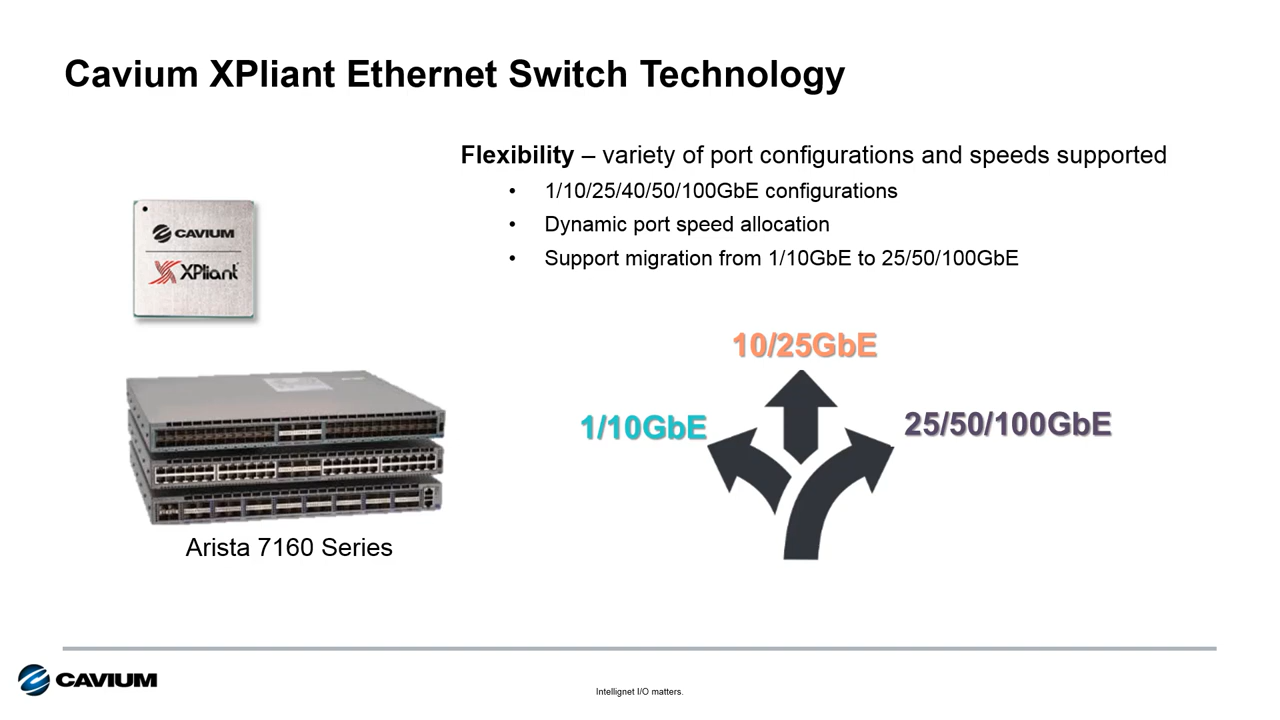 Cavium XPliant Ethernet Switch Technology
Flexibility – variety of port configurations and speeds supported
• 1/10/25/40/50/100GbE configurations
• Dynamic port speed allocation
• Support migration from 1/10GbE to 25/50/100GbE
CAVIUM
XPliant
10/25GbE
1/10GbE
25/50/100GbE
Arista 7160 Series
CAVIUM
Intellignet I/O matters.